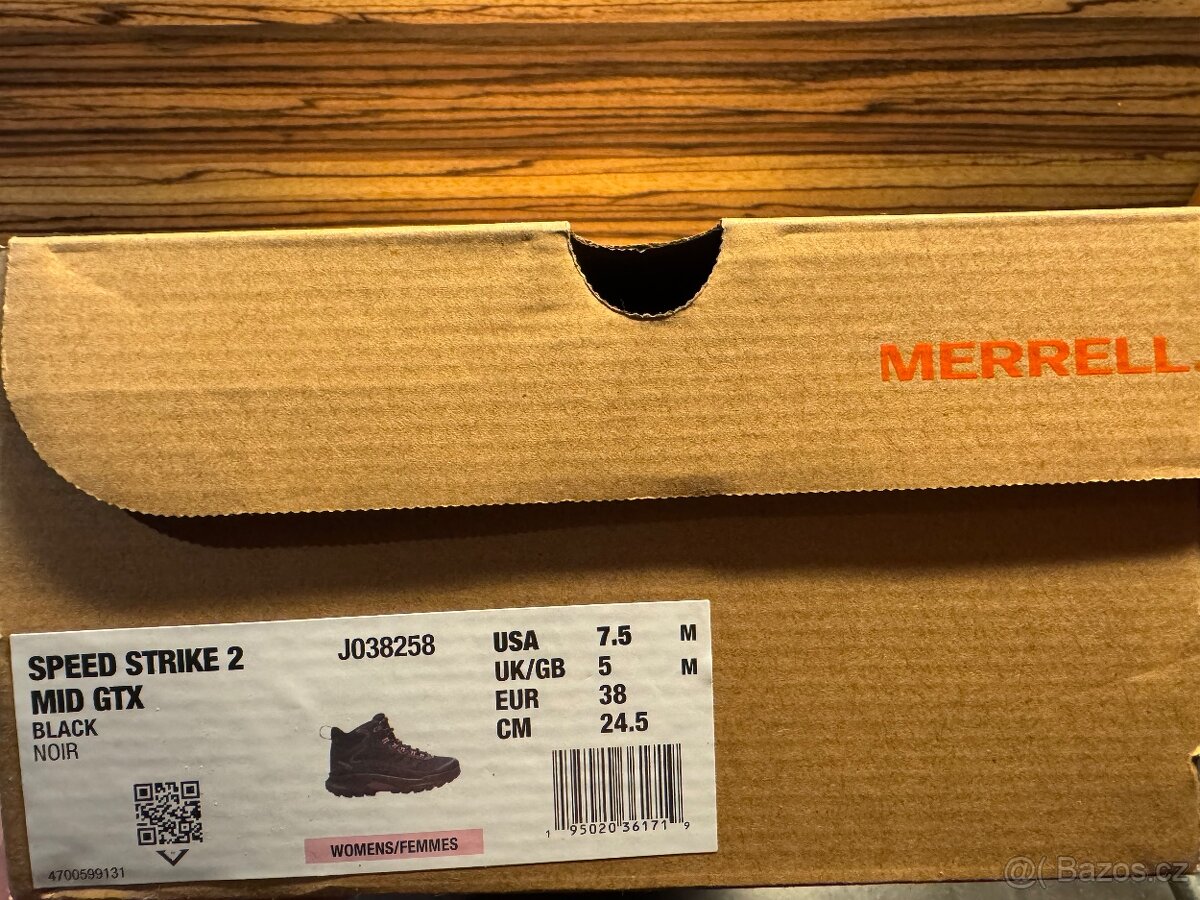 MERRELL
SPEED STRIKE 2
MID GTX
BLACK
NOIR
J038258
USA 7.5 M
UK/GB 5 M
EUR 38
CM 24.5
WOMENS/FEMMES
4700599131
1 95020 36171 9
@( Bazos.cz